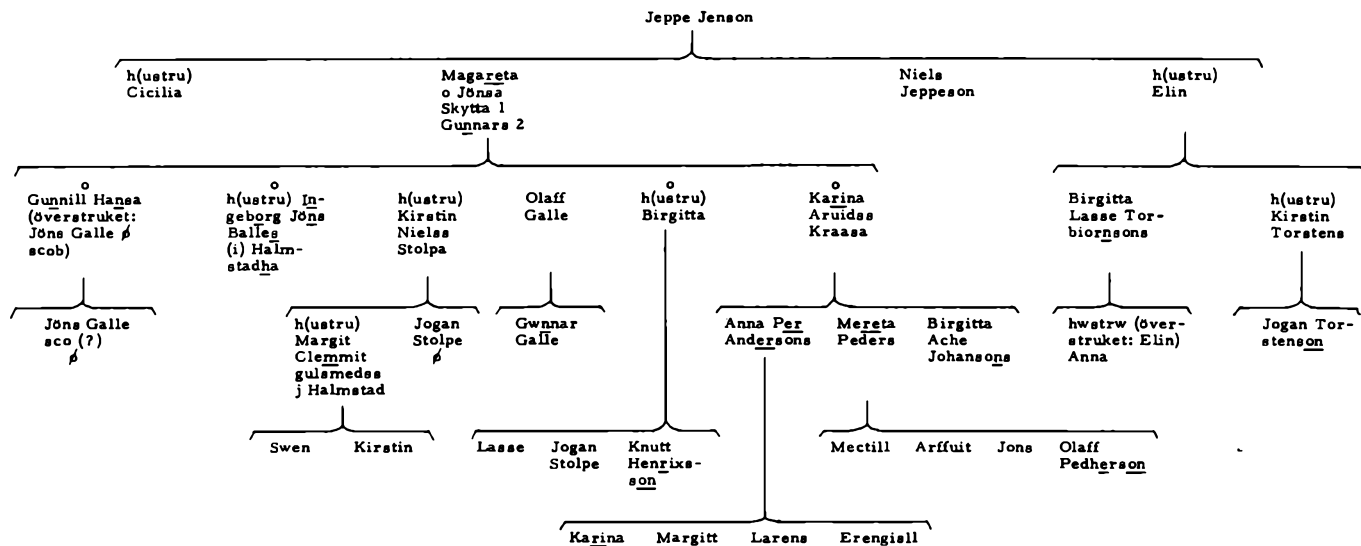 Jeppe Jenson
h(ustru)
Cicilia
Magareta
o Jönsa
Skytta 1
Gunnars 2
Niels
Jeppeson
h(ustru)
Elin
o
Gunnill Hansa
(överstruket:
Jöns Galle ø
scob)
o
h(ustru) In-
geborg Jöns
Balles
(i) Halm-
stadha
h(ustru)
Kirstin
Nielss
Stolpa
Olaff
Galle
o
h(ustru)
Birgitta
o
Karina
Aruidss
Kraasa
Birgitta
Lasse Tor-
biornsons
h(ustru)
Kirstin
Torstens
Jöns Galle
sco (?)
ø
h(ustru)
Margit
Clemmit
gulsmedss
j Halmstad
Jogan
Stolpe
ø
Gwnnar
Galle
Anna Per
Andersons
Mereta
Peders
Birgitta
Ache
Johansons
hwstrw (över-
struket: Elin)
Anna
Jogan Tor-
stenson
Swen
Kirstin
Lasse
Jogan
Stolpe
Knutt
Henrixs-
son
Mectill
Arffuit
Jons
Olaff
Pedherson
Karina
Margitt
Larens
Erengisll